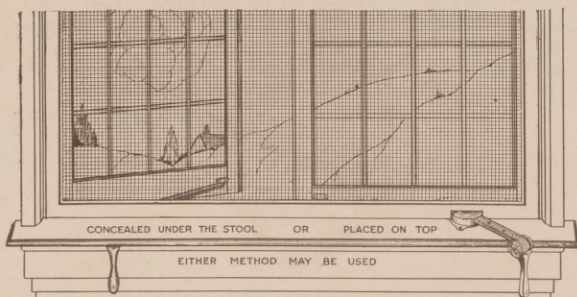 CONCEALED UNDER THE STOOL OR PLACED ON TOP
EITHER METHOD MAY BE USED